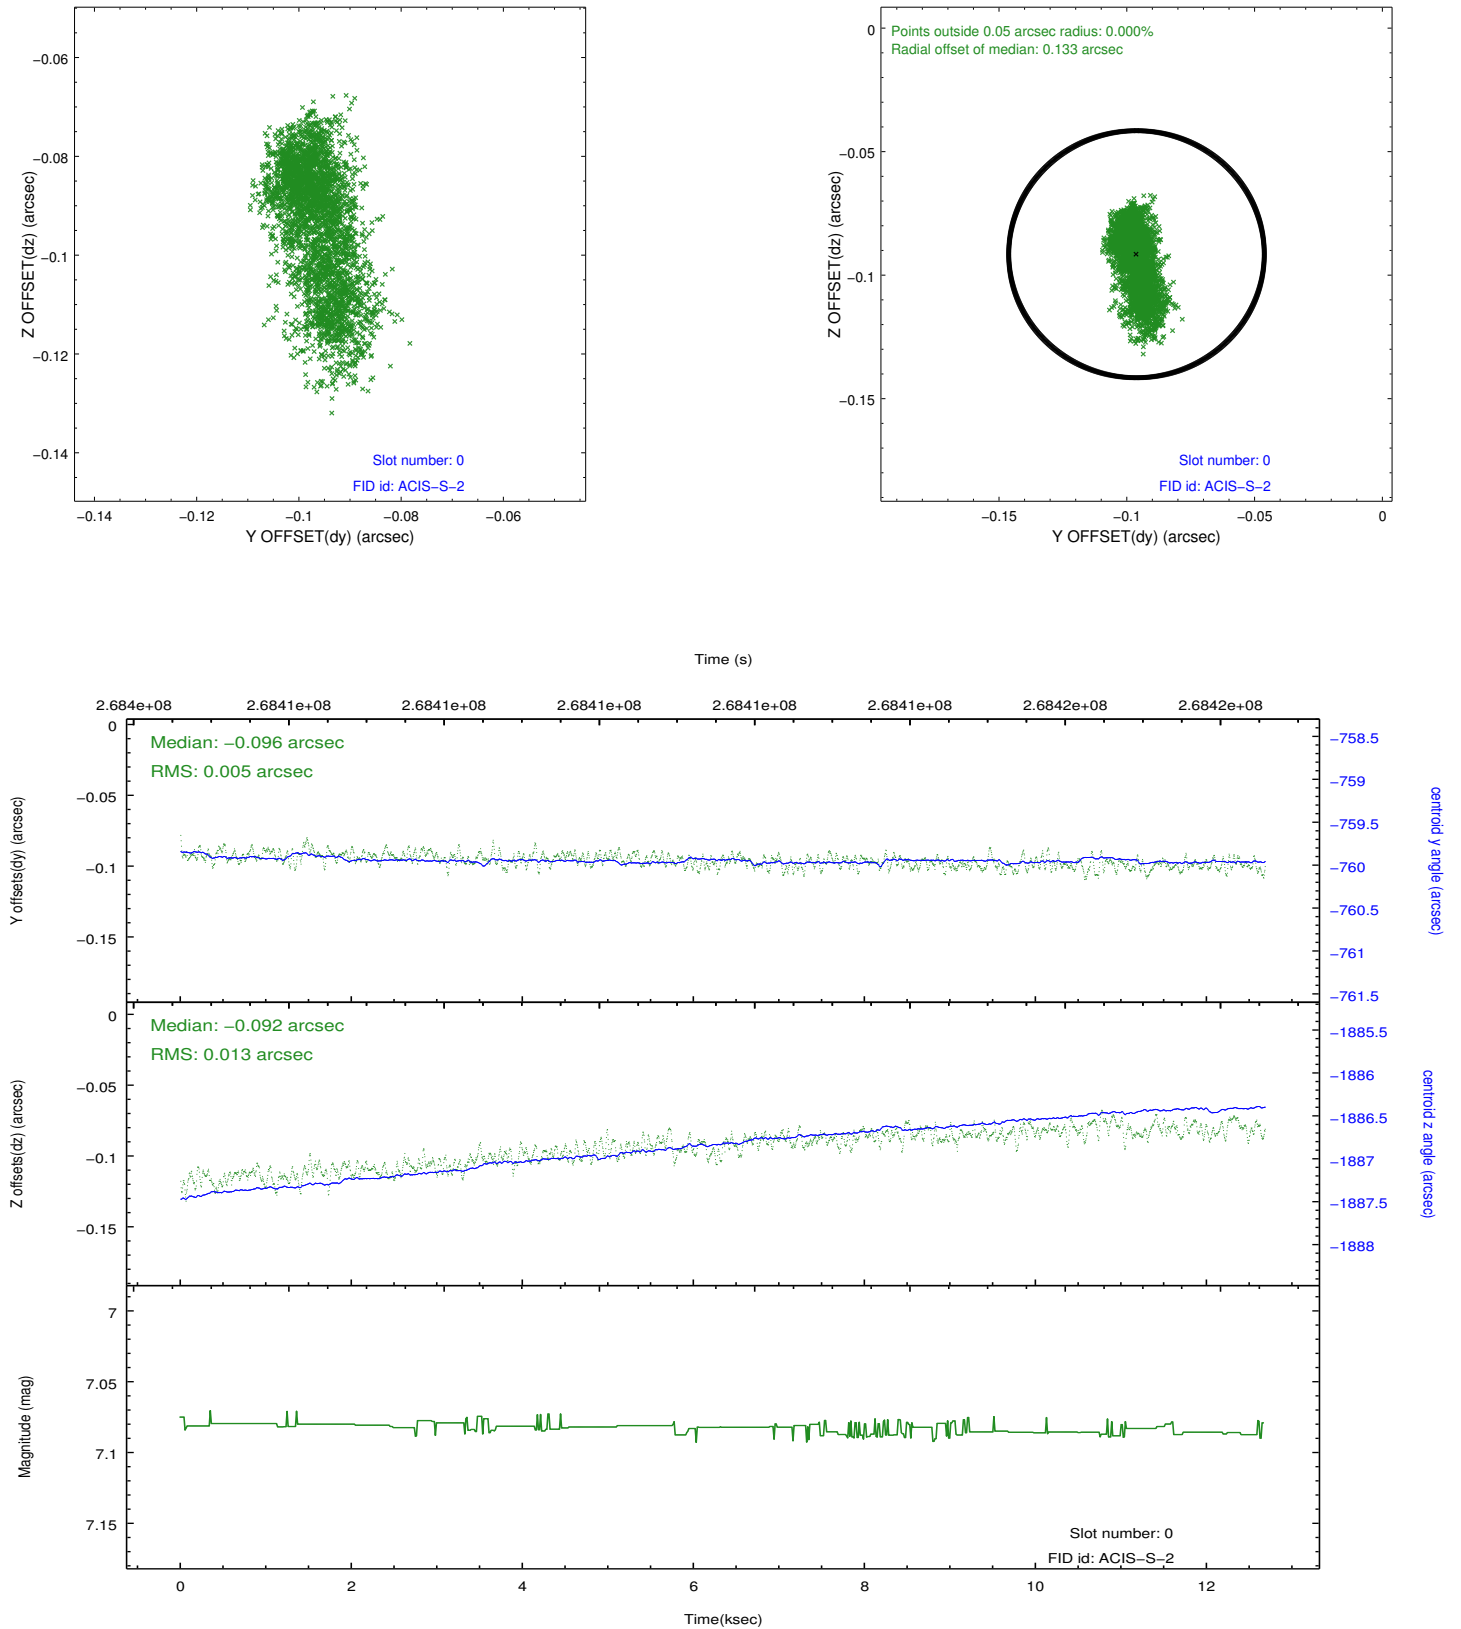 −0.06
−0.08
−0.1
−0.12
−0.14
Z OFFSET(dz) (arcsec)
Slot number: 0
FID id: ACIS−S−2
−0.14 −0.12 −0.1 −0.08 −0.06
Y OFFSET(dy) (arcsec)
Points outside 0.05 arcsec radius: 0.000%
Radial offset of median: 0.133 arcsec
0
−0.05
−0.1
−0.15
Z OFFSET(dz) (arcsec)
Slot number: 0
FID id: ACIS−S−2
−0.15 −0.1 −0.05 0
Y OFFSET(dy) (arcsec)
Time (s)
2.684e+08 2.6841e+08 2.6841e+08 2.6841e+08 2.6841e+08 2.6841e+08 2.6842e+08 2.6842e+08
Median: −0.096 arcsec
RMS: 0.005 arcsec
0
−0.05
−0.1
−0.15
Y offsets(dy) (arcsec)
−758.5
−759
−759.5
−760
−760.5
−761
−761.5
centroid y angle (arcsec)
Median: −0.092 arcsec
RMS: 0.013 arcsec
0
−0.05
−0.1
−0.15
Z offsets(dz) (arcsec)
−1885.5
−1886
−1886.5
−1887
−1887.5
−1888
centroid z angle (arcsec)
7
7.05
7.1
7.15
Magnitude (mag)
Slot number: 0
FID id: ACIS−S−2
0 2 4 6 8 10 12
Time(ksec)